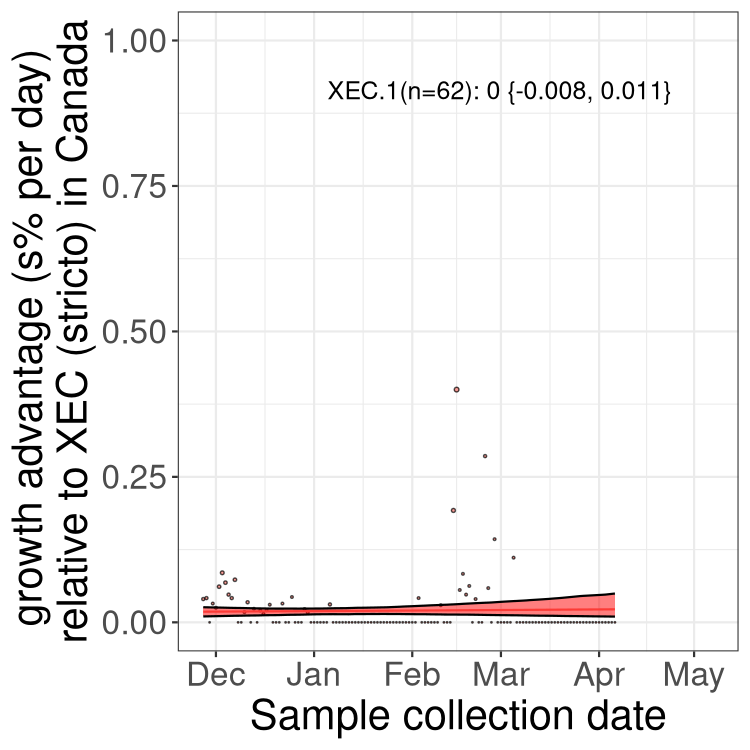 growth advantage (s% per day)
relative to XEC (stricto) in Canada
1.00
0.75
0.50
0.25
0.00
XEC.1(n=62): 0 {-0.008, 0.011}
Dec Jan Feb Mar Apr May
Sample collection date